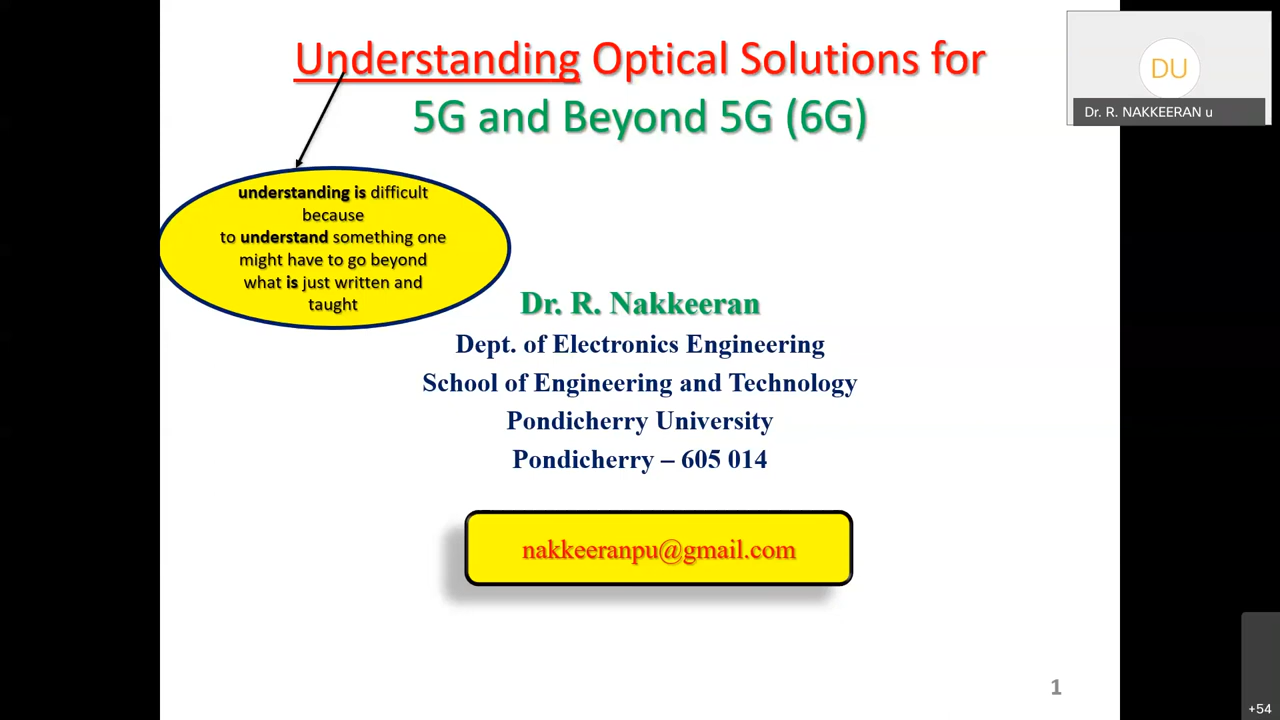 Understanding Optical Solutions for
5G and Beyond 5G (6G)
DU
Dr. R. NAKKEERAN u
understanding is difficult
because
to understand something one
might have to go beyond
what is just written and
taught
Dr. R. Nakkeeran
Dept. of Electronics Engineering
School of Engineering and Technology
Pondicherry University
Pondicherry – 605 014
nakkeeranpu@gmail.com
1
+54